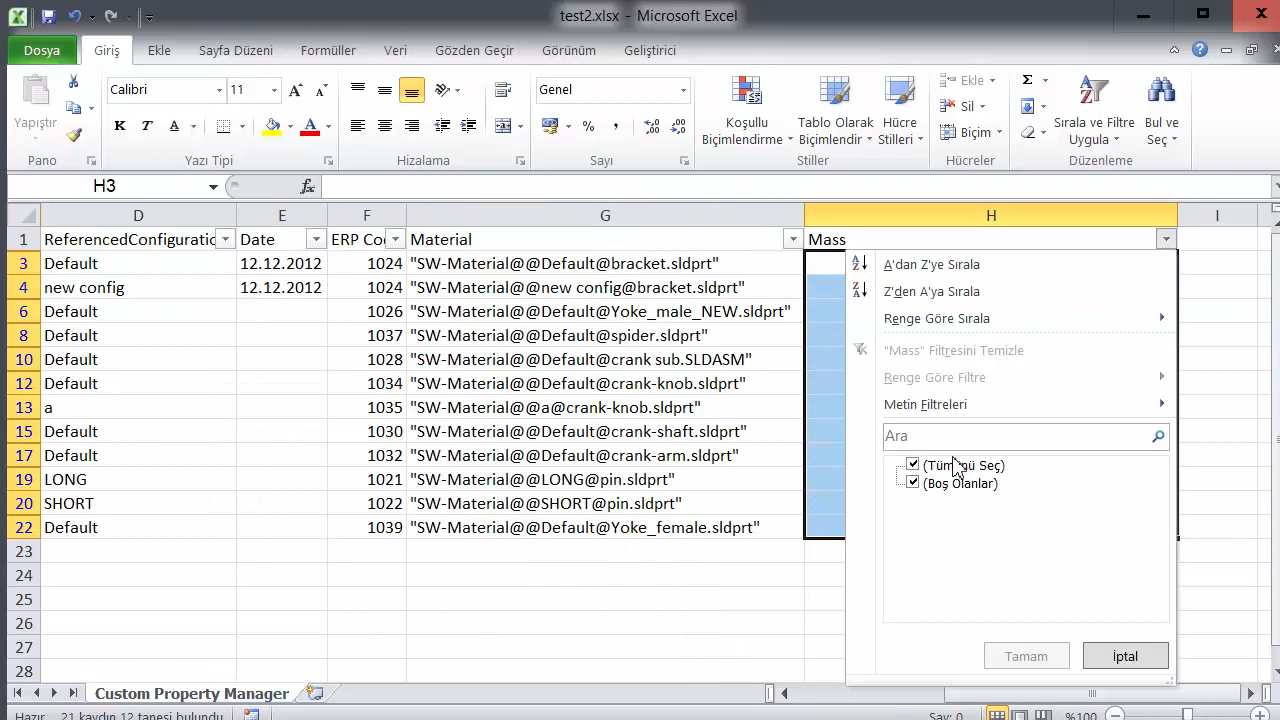 test2.xlsx - Microsoft Excel
Dosya Giriş Ekle Sayfa Düzeni Formüller Veri Gözden Geçir Görünüm Geliştirici
Yapıştır
Pano
Calibri 11
K T A
Yazı Tipi
Hizalama
Genel
% ,
Sayı
Koşullu Biçimlendirme
Tablo Olarak Biçimlendir
Hücre Stilleri
Stiller
Ekle
Sil
Biçim
Hücreler
Σ
Sırala ve Filtre Uygula
Bul ve Seç
Düzenleme
H3 fx
D E F G H I
1 ReferencedConfiguratio Date ERP Co Material Mass
3 Default 12.12.2012 1024 "SW-Material@@Default@bracket.sldprt"
4 new config 12.12.2012 1024 "SW-Material@@new config@bracket.sldprt"
6 Default 1026 "SW-Material@@Default@Yoke_male_NEW.sldprt"
8 Default 1037 "SW-Material@@Default@spider.sldprt"
10 Default 1028 "SW-Material@@Default@crank sub.SLDASM"
12 Default 1034 "SW-Material@@Default@crank-knob.sldprt"
13 a 1035 "SW-Material@@a@crank-knob.sldprt"
15 Default 1030 "SW-Material@@Default@crank-shaft.sldprt"
17 Default 1032 "SW-Material@@Default@crank-arm.sldprt"
19 LONG 1021 "SW-Material@@LONG@pin.sldprt"
20 SHORT 1022 "SW-Material@@SHORT@pin.sldprt"
22 Default 1039 "SW-Material@@Default@Yoke_female.sldprt"
23
24
25
26
27
28
A'dan Z'ye Sırala
Z'den A'ya Sırala
Renge Göre Sırala
"Mass" Filtresini Temizle
Renge Göre Filtre
Metin Filtreleri
Ara
(Tümünü Seç)
(Boş Olanlar)
Tamam İptal
Custom Property Manager
Hazır 21 kaydın 12 tanesi bulundu Say: 0 %100